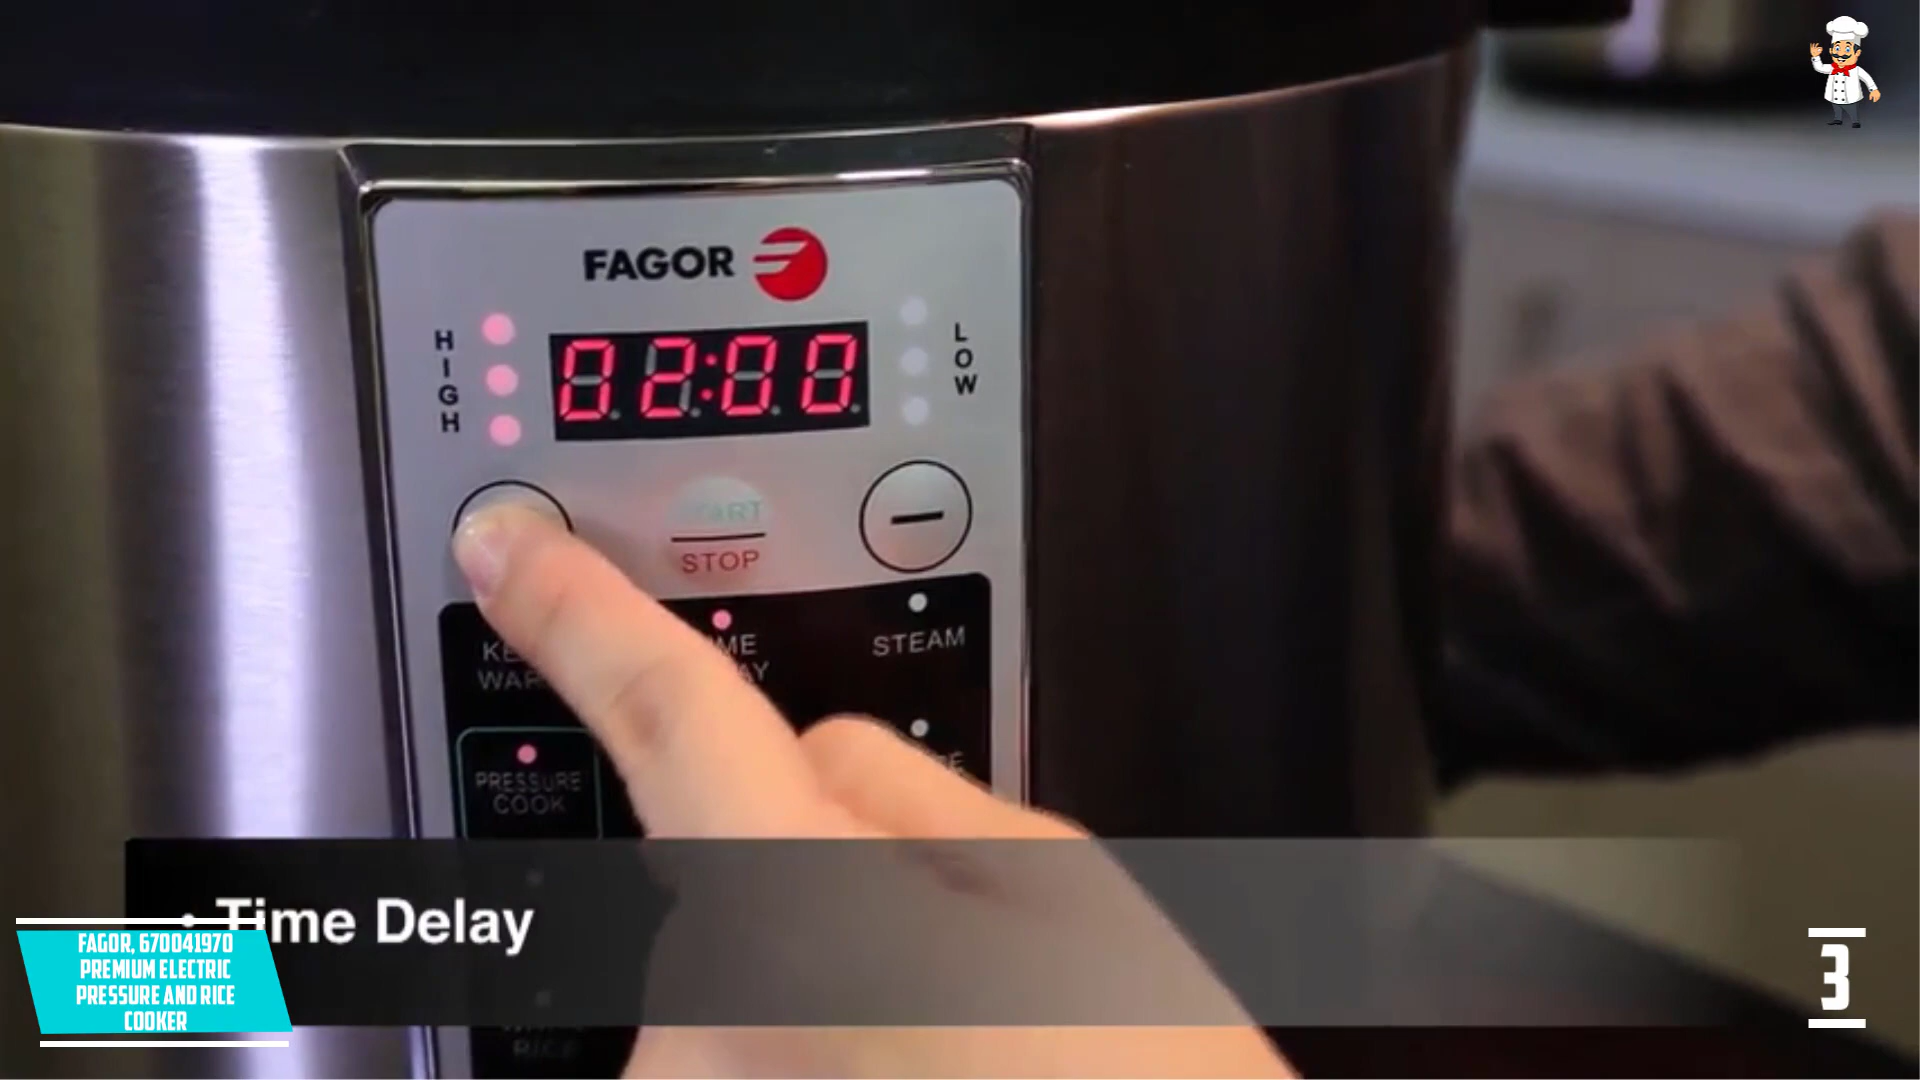 FAGOR
HIGH
02:00
LOW
STOP
STEAM
PRESSURE
COOK
RICE
• Time Delay
FAGOR, 670041970
PREMIUM ELECTRIC
PRESSURE AND RICE
COOKER
3